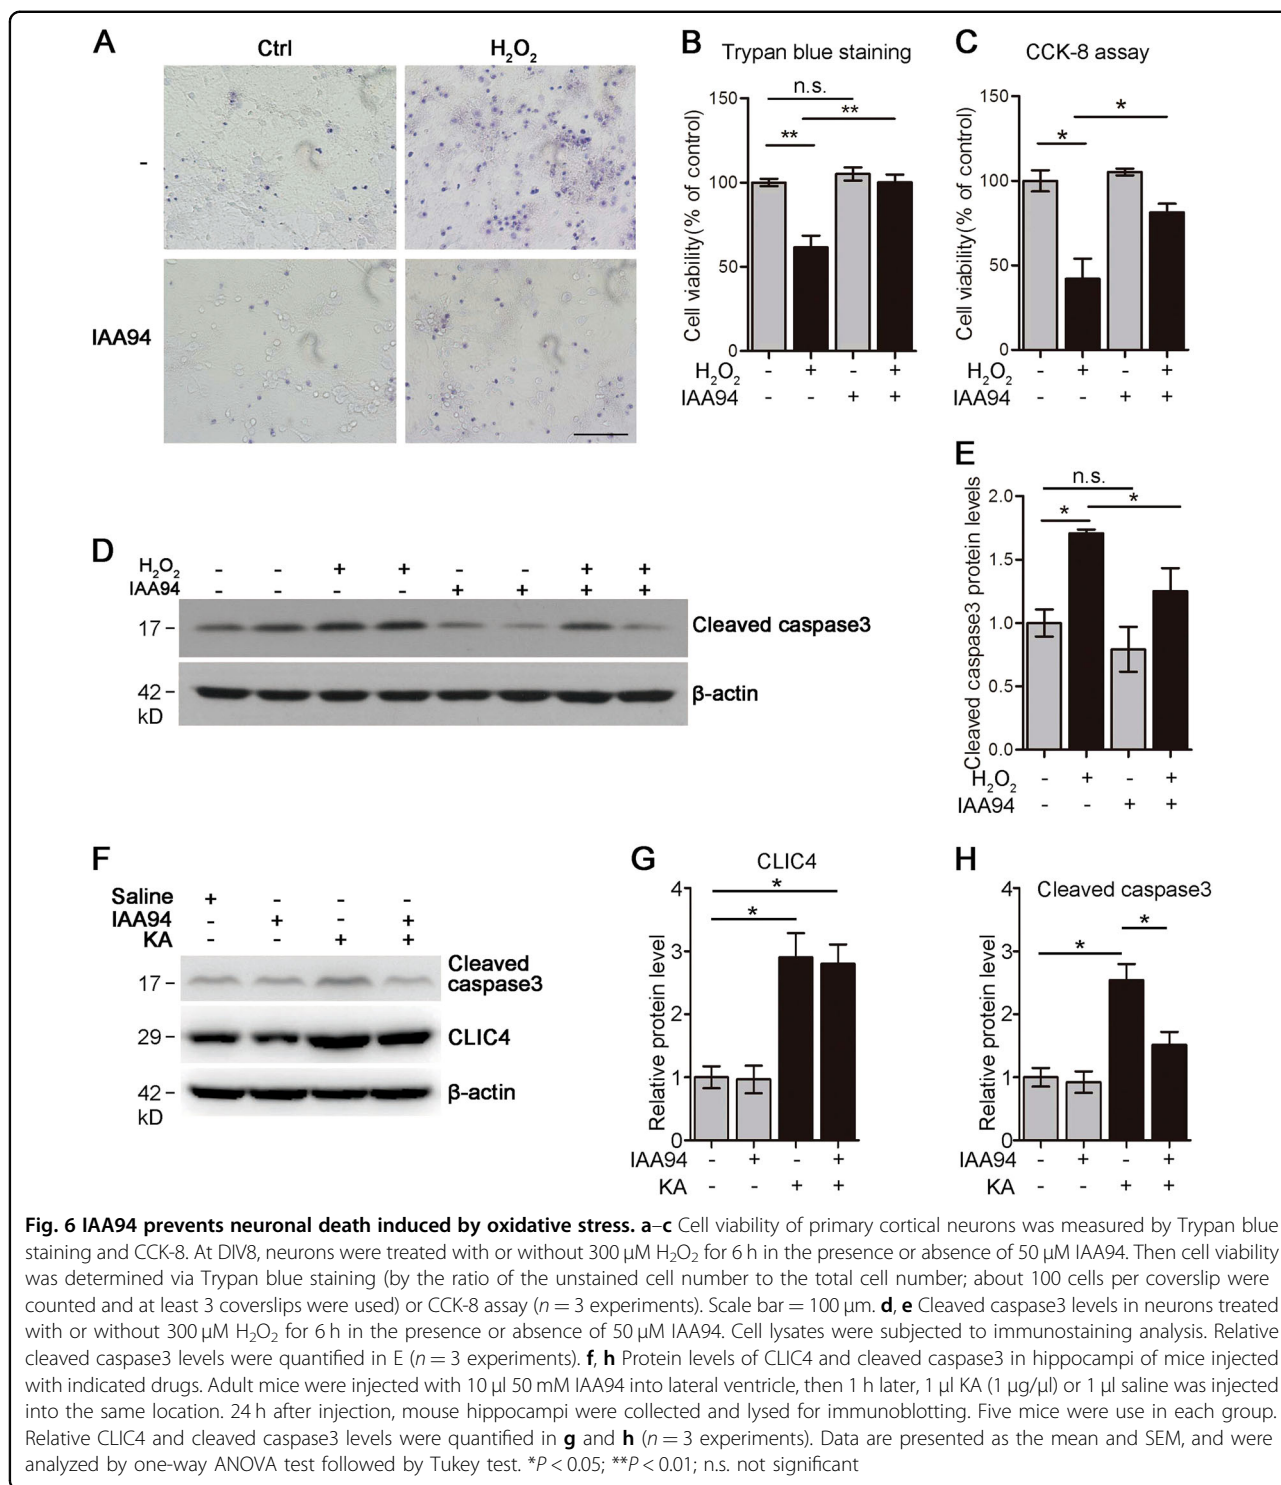 A
Ctrl
H₂O₂
-
IAA94
B
Trypan blue staining
n.s.
**
**
150
100
50
0
Cell viability(% of control)
H₂O₂ - + - +
IAA94 - - + +
C
CCK-8 assay
*
*
150
100
50
0
Cell viability(% of control)
H₂O₂ - + - +
IAA94 - - + +
D
H₂O₂ - - + + - - + +
IAA94 - - - - + + + +
17 – Cleaved caspase3
42 – β-actin
kD
E
n.s.
*
*
2.0
1.5
1.0
0.5
0.0
Cleaved caspase3 protein levels
H₂O₂ - + - +
IAA94 - - + +
F
Saline + - - -
IAA94 - + - +
KA - - + +
Cleaved
17 – caspase3
29 – CLIC4
42 – β-actin
kD
G
CLIC4
*
*
4
3
2
1
0
Relative protein level
IAA94 - + - +
KA - - + +
H
Cleaved caspase3
*
*
4
3
2
1
0
Relative protein level
IAA94 - + - +
KA - - + +
Fig. 6 IAA94 prevents neuronal death induced by oxidative stress. a–c Cell viability of primary cortical neurons was measured by Trypan blue
staining and CCK-8. At DIV8, neurons were treated with or without 300 µM H₂O₂ for 6 h in the presence or absence of 50 µM IAA94. Then cell viability
was determined via Trypan blue staining (by the ratio of the unstained cell number to the total cell number; about 100 cells per coverslip were
counted and at least 3 coverslips were used) or CCK-8 assay (n = 3 experiments). Scale bar = 100 µm. d, e Cleaved caspase3 levels in neurons treated
with or without 300 µM H₂O₂ for 6 h in the presence or absence of 50 µM IAA94. Cell lysates were subjected to immunostaining analysis. Relative
cleaved caspase3 levels were quantified in E (n = 3 experiments). f, h Protein levels of CLIC4 and cleaved caspase3 in hippocampi of mice injected
with indicated drugs. Adult mice were injected with 10 µl 50 mM IAA94 into lateral ventricle, then 1 h later, 1 µl KA (1 µg/µl) or 1 µl saline was injected
into the same location. 24 h after injection, mouse hippocampi were collected and lysed for immunoblotting. Five mice were use in each group.
Relative CLIC4 and cleaved caspase3 levels were quantified in g and h (n = 3 experiments). Data are presented as the mean and SEM, and were
analyzed by one-way ANOVA test followed by Tukey test. *P < 0.05; **P < 0.01; n.s. not significant